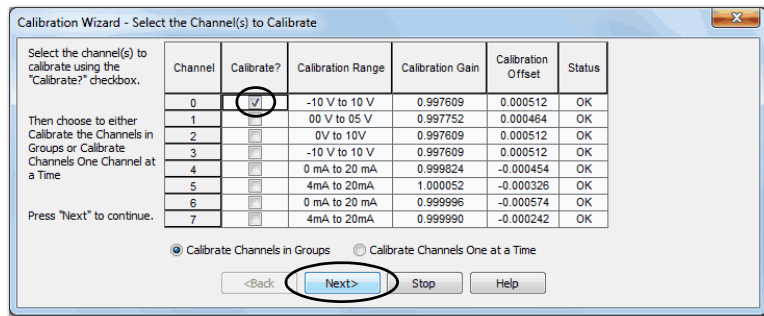 Calibration Wizard - Select the Channel(s) to Calibrate
Select the channel(s) to
calibrate using the
"Calibrate?" checkbox.
Then choose to either
Calibrate the Channels in
Groups or Calibrate
Channels One Channel at
a Time
Press "Next" to continue.
Channel Calibrate? Calibration Range Calibration Gain Calibration Offset Status
0 -10 V to 10 V 0.997609 0.000512 OK
1 00 V to 05 V 0.997752 0.000464 OK
2 0V to 10V 0.997609 0.000512 OK
3 -10 V to 10 V 0.997609 0.000512 OK
4 0 mA to 20 mA 0.999824 -0.000454 OK
5 4mA to 20mA 1.000052 -0.000326 OK
6 0 mA to 20 mA 0.999996 -0.000574 OK
7 4mA to 20mA 0.999990 -0.000242 OK
Calibrate Channels in Groups Calibrate Channels One at a Time
<Back Next> Stop Help